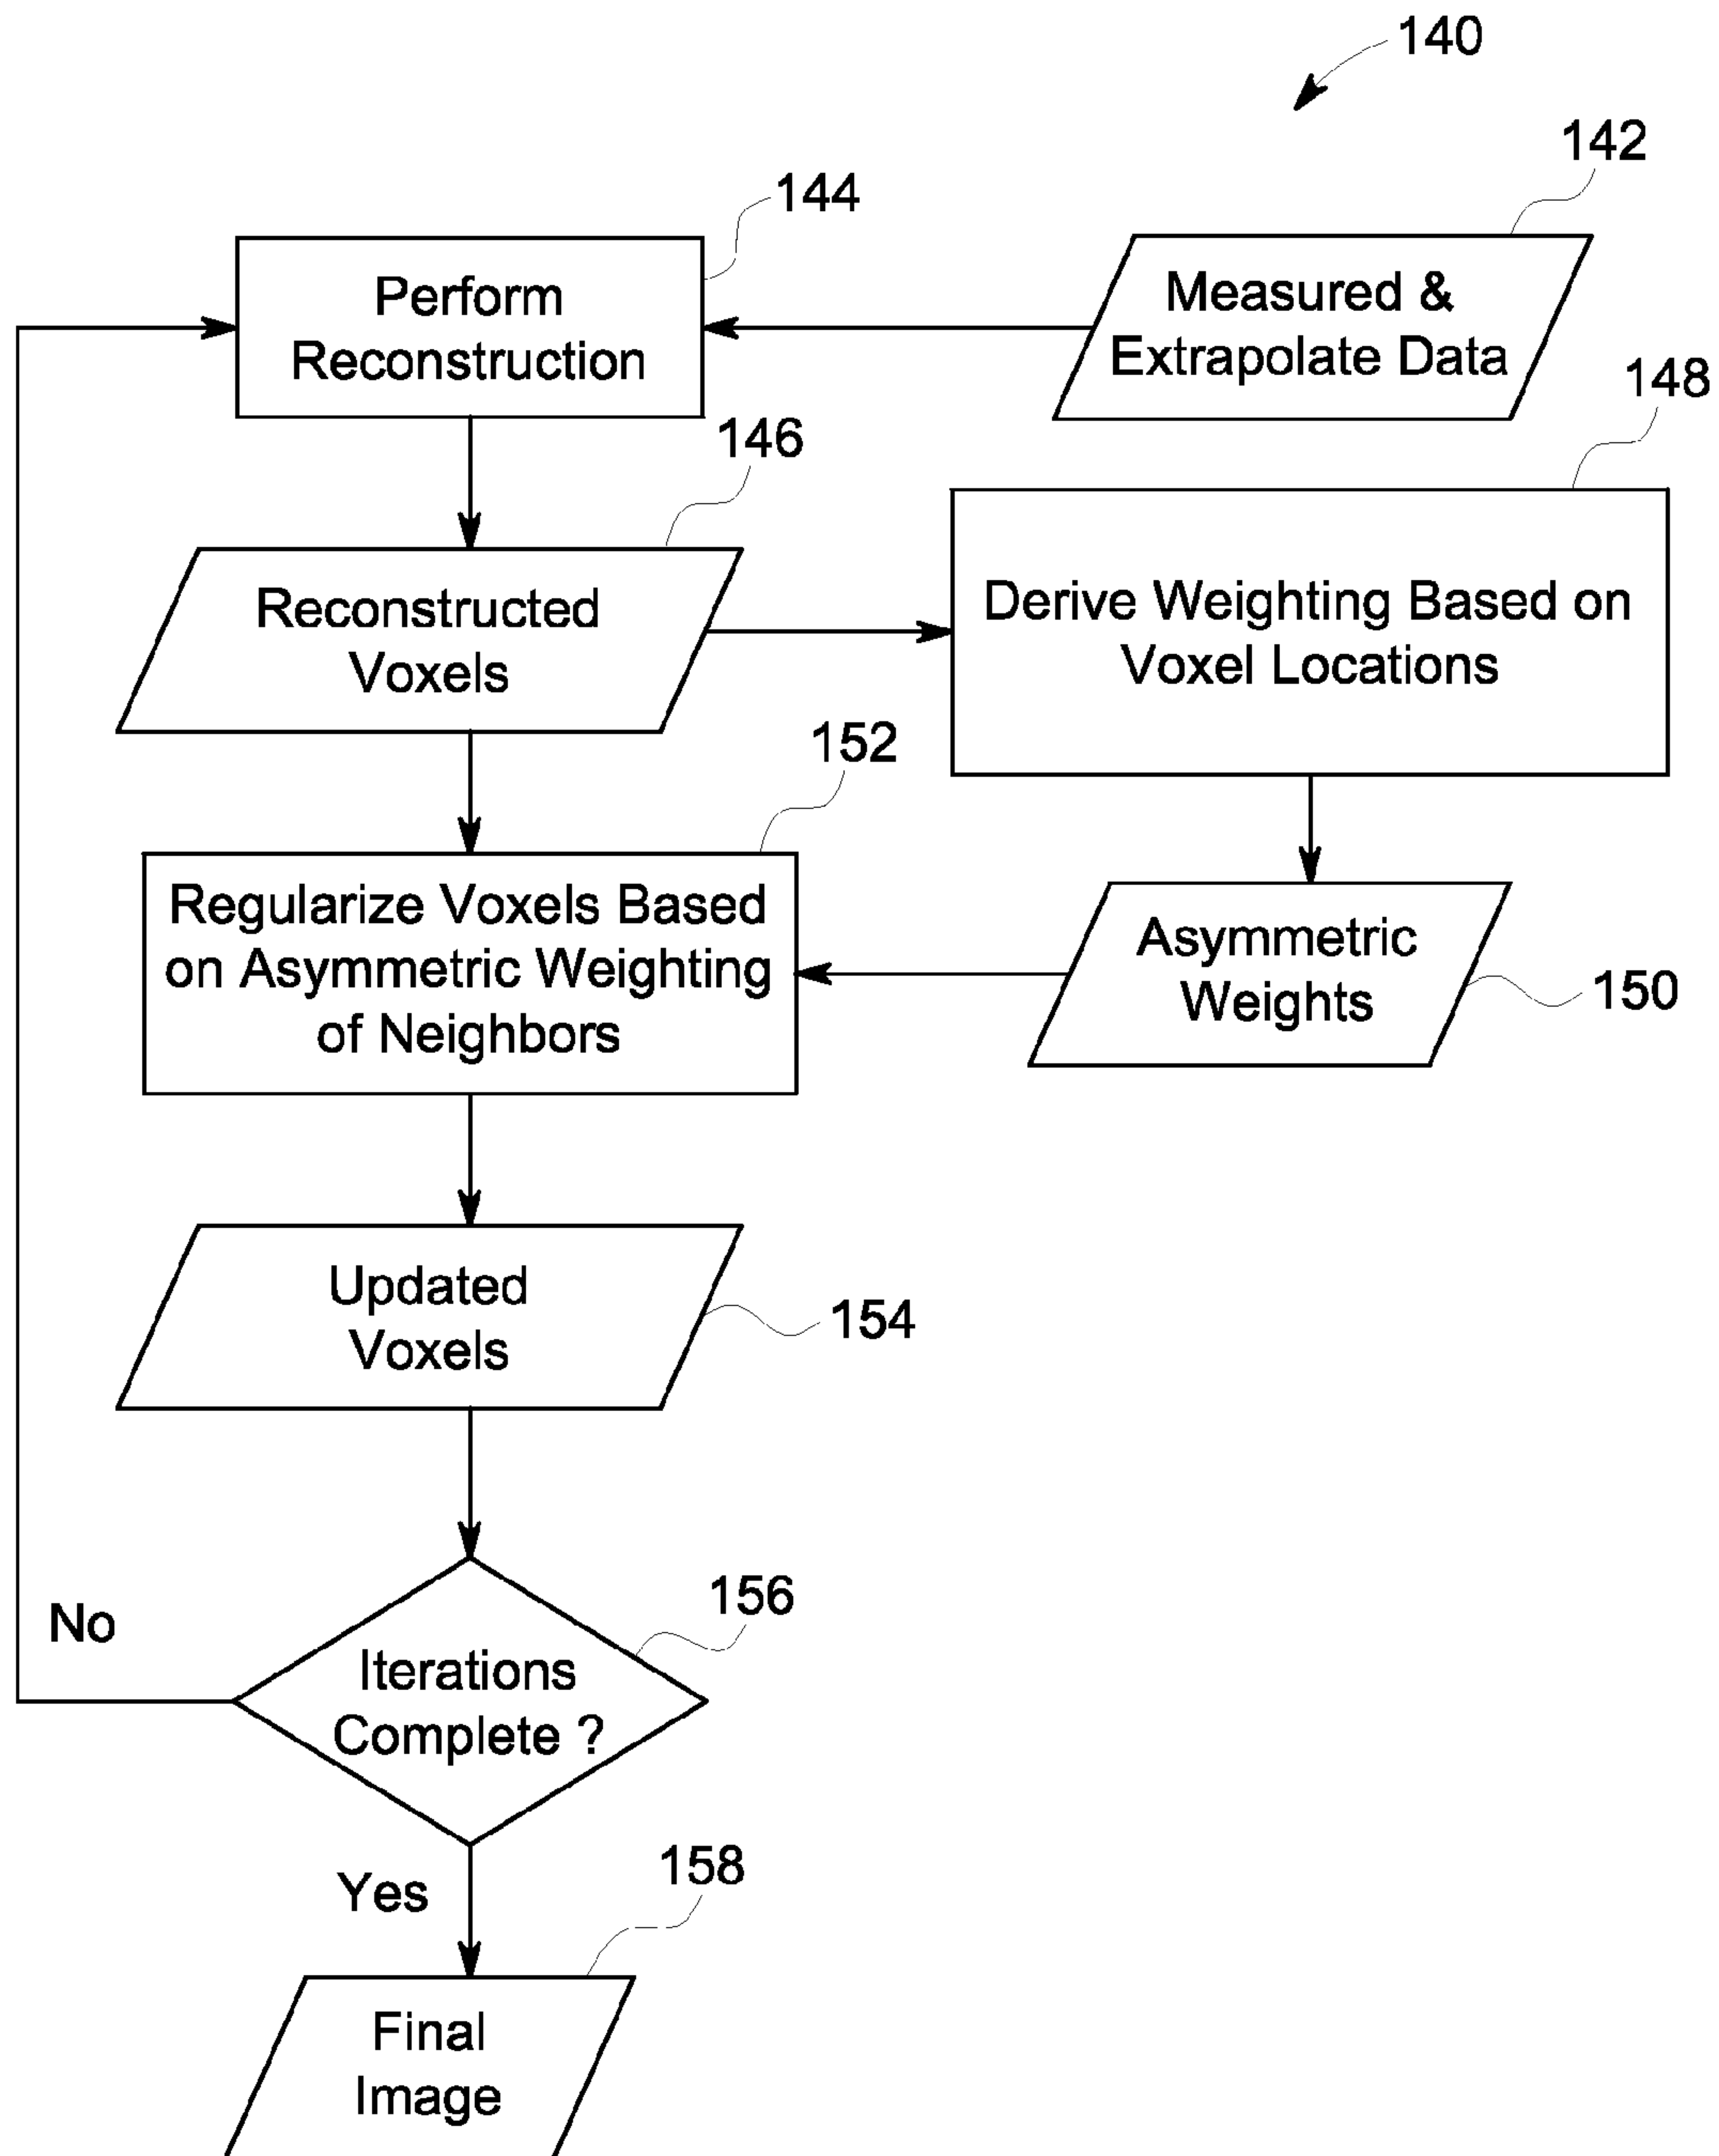 140
142
144
Perform
Reconstruction
Measured &
Extrapolate Data
148
146
Reconstructed
Voxels
Derive Weighting Based on
Voxel Locations
152
Regularize Voxels Based
on Asymmetric Weighting
of Neighbors
Asymmetric
Weights
150
Updated
Voxels
154
156
No
Iterations
Complete ?
158
Yes
Final
Image